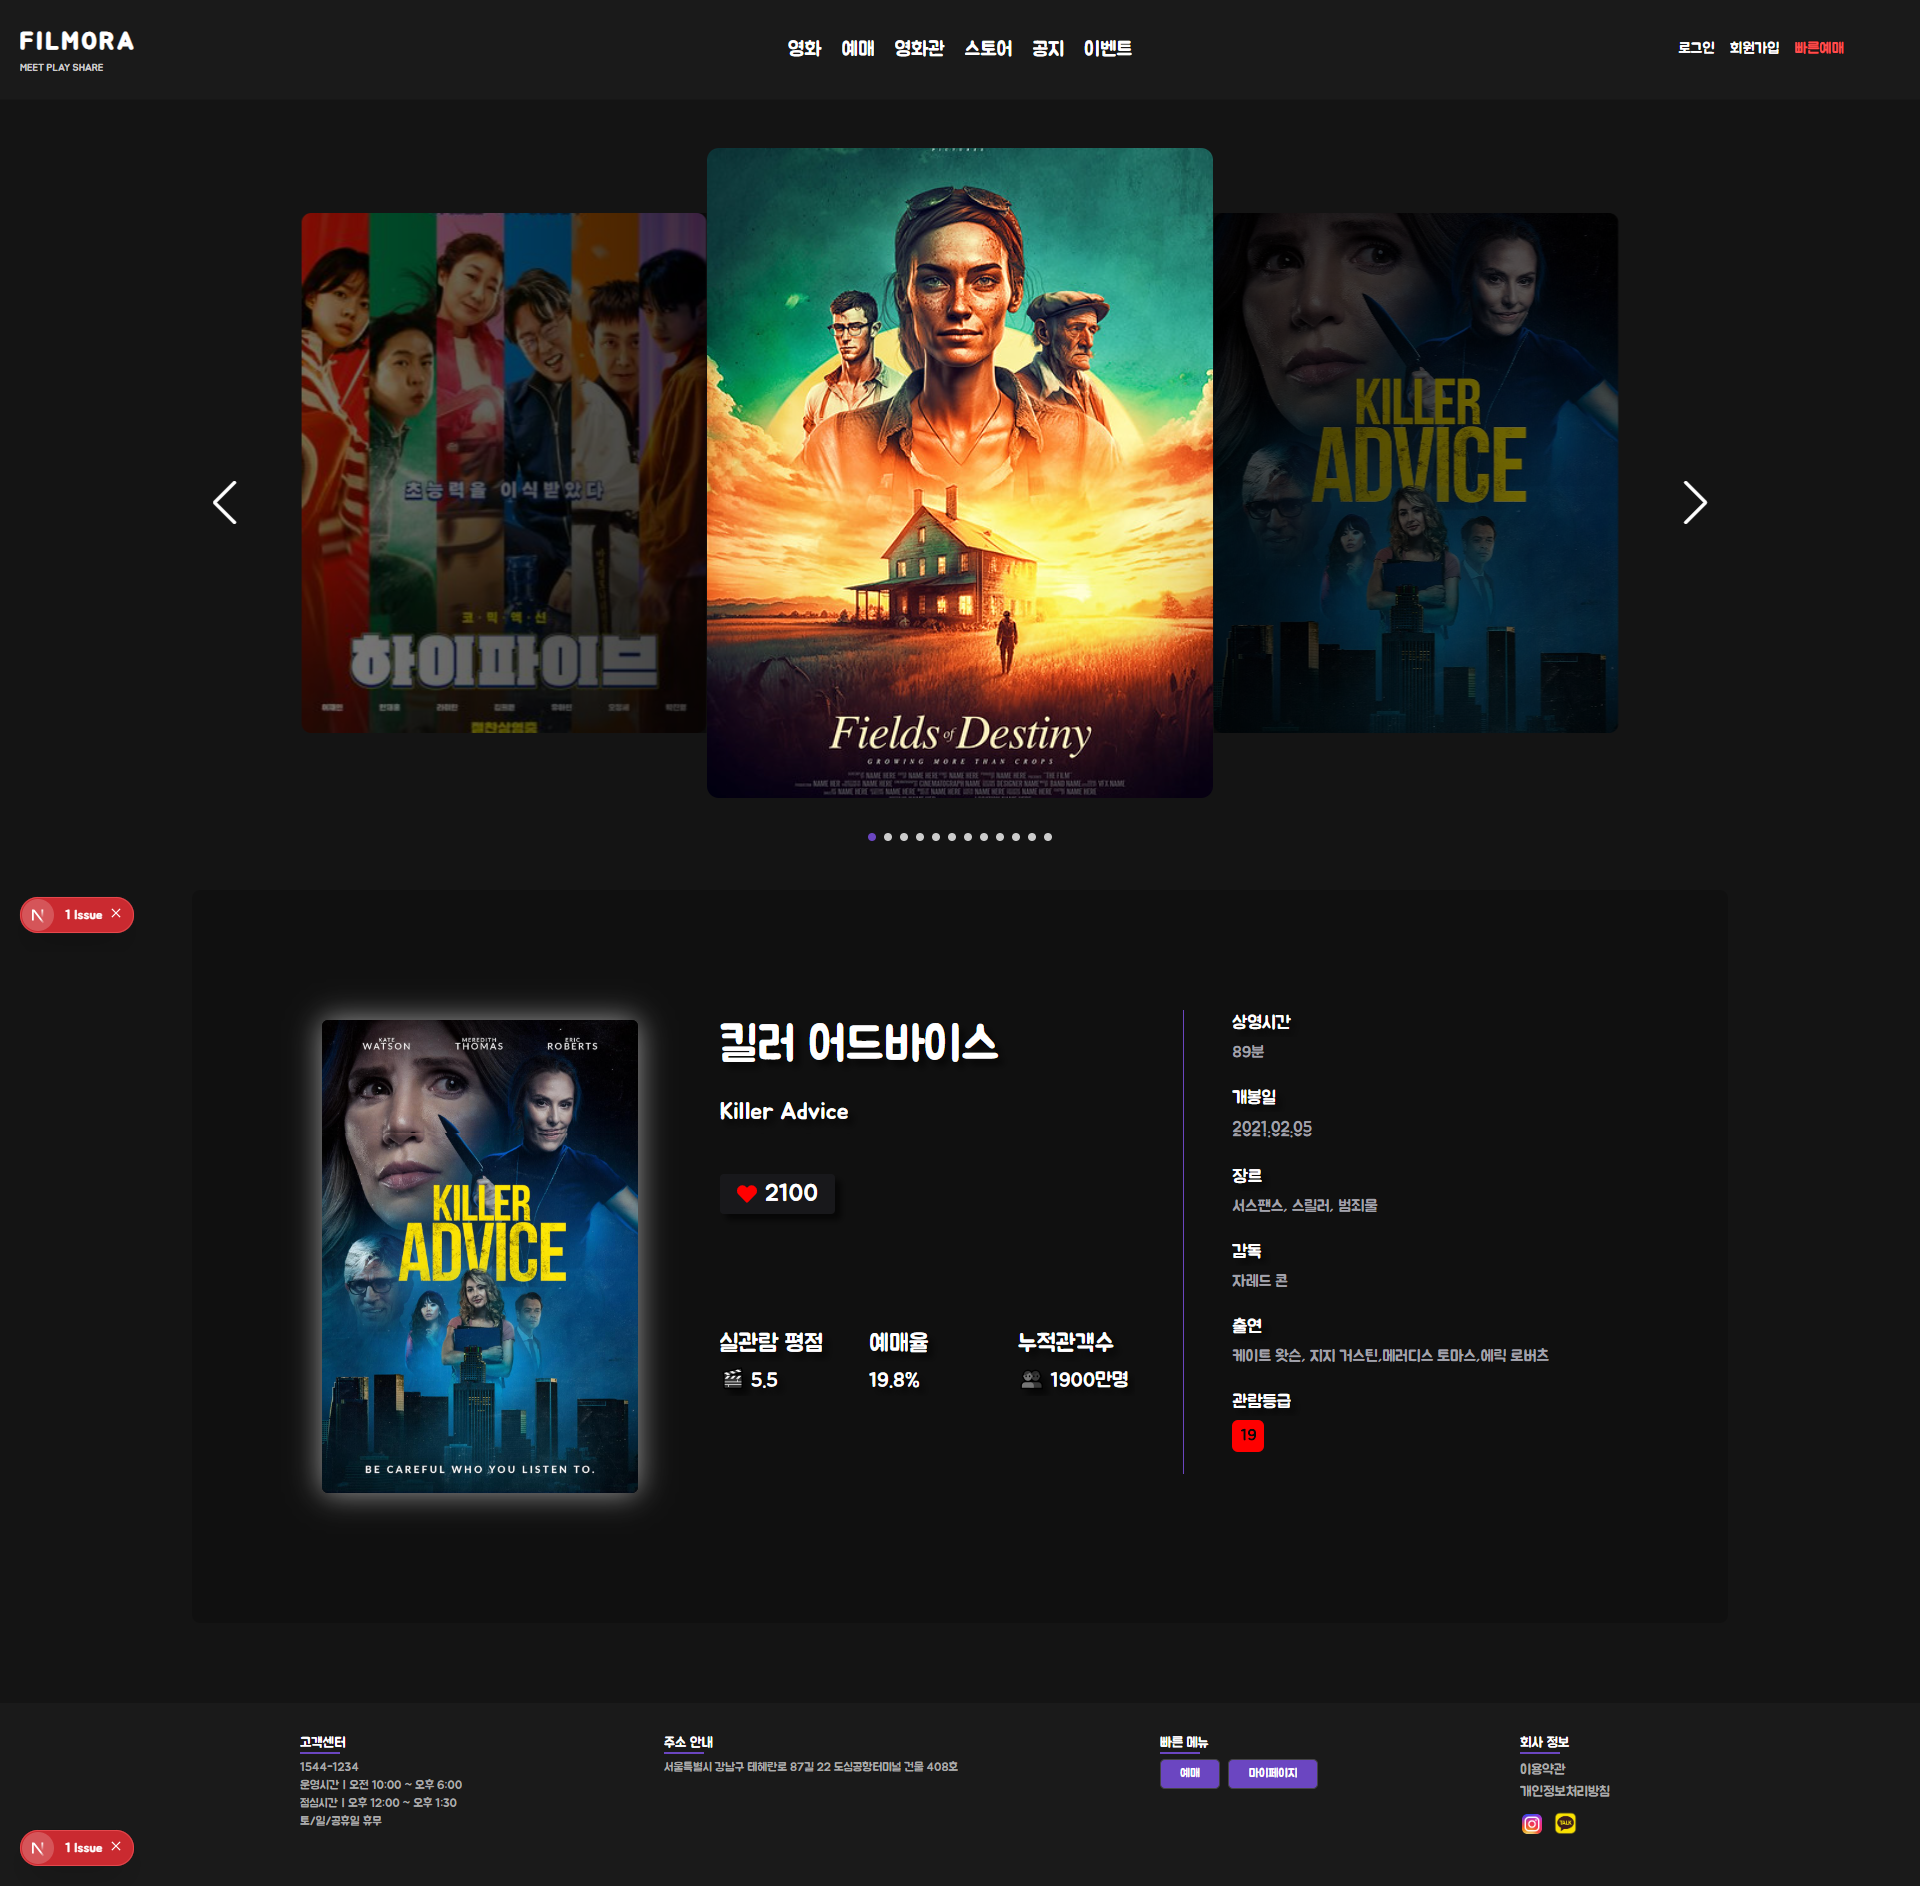 FILMORA
MEET PLAY SHARE
영화 예매 영화관 스토어 공지 이벤트
로그인 회원가입 빠른예매
초능력을 이식받았다
코·믹·액·션
하이파이브
Fields of Destiny
GROWING MORE THAN CROPS
KILLER
ADVICE
1 Issue
KATE
WATSON
MEREDITH
THOMAS
ERIC
ROBERTS
KILLER
ADVICE
BE CAREFUL WHO YOU LISTEN TO.
킬러 어드바이스
Killer Advice
2100
실관람 평점
5.5
예매율
19.8%
누적관객수
1900만명
상영시간
89분
개봉일
2021.02.05
장르
서스팬스, 스릴러, 범죄물
감독
자레드 콘
출연
케이트 왓슨, 지지 거스틴,메러디스 토마스,에릭 로버츠
관람등급
19
고객센터
1544-1234
운영시간 | 오전 10:00 ~ 오후 6:00
점심시간 | 오후 12:00 ~ 오후 1:30
토/일/공휴일 휴무
주소 안내
서울특별시 강남구 테헤란로 87길 22 도심공항터미널 건물 408호
빠른 메뉴
예매 마이페이지
회사 정보
이용약관
개인정보처리방침
TALK
1 Issue